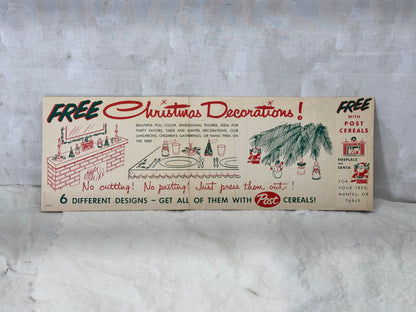 FREE Christmas Decorations!
BEAUTIFUL FULL COLOR, DIMENSIONAL FIGURES, IDEAL FOR
PARTY FAVORS, TABLE AND MANTEL DECORATIONS, CLUB
LUNCHEONS, CHILDREN'S GATHERINGS, OR HANG THEM ON
THE TREE!
No cutting! No pasting! Just press them out!
6 DIFFERENT DESIGNS – GET ALL OF THEM WITH Post CEREALS!
FREE
WITH
POST
CEREALS
FIREPLACE
SANTA
FOR
YOUR TREE,
MANTEL, OR
TABLE